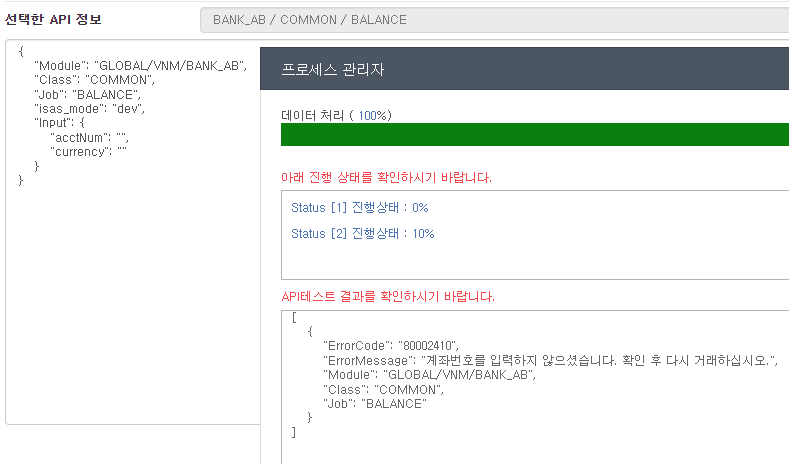 선택한 API 정보
BANK_AB / COMMON / BALANCE
{
"Module": "GLOBAL/VNM/BANK_AB",
"Class": "COMMON",
"Job": "BALANCE",
"isas_mode": "dev",
"Input": {
"acctNum": "",
"currency": ""
}
}
프로세스 관리자
데이터 처리 ( 100%)
아래 진행 상태를 확인하시기 바랍니다.
Status [1] 진행상태 : 0%
Status [2] 진행상태 : 10%
API테스트 결과를 확인하시기 바랍니다.
[
{
"ErrorCode": "80002410",
"ErrorMessage": "계좌번호를 입력하지 않으셨습니다. 확인 후 다시 거래하십시오.",
"Module": "GLOBAL/VNM/BANK_AB",
"Class": "COMMON",
"Job": "BALANCE"
}
]